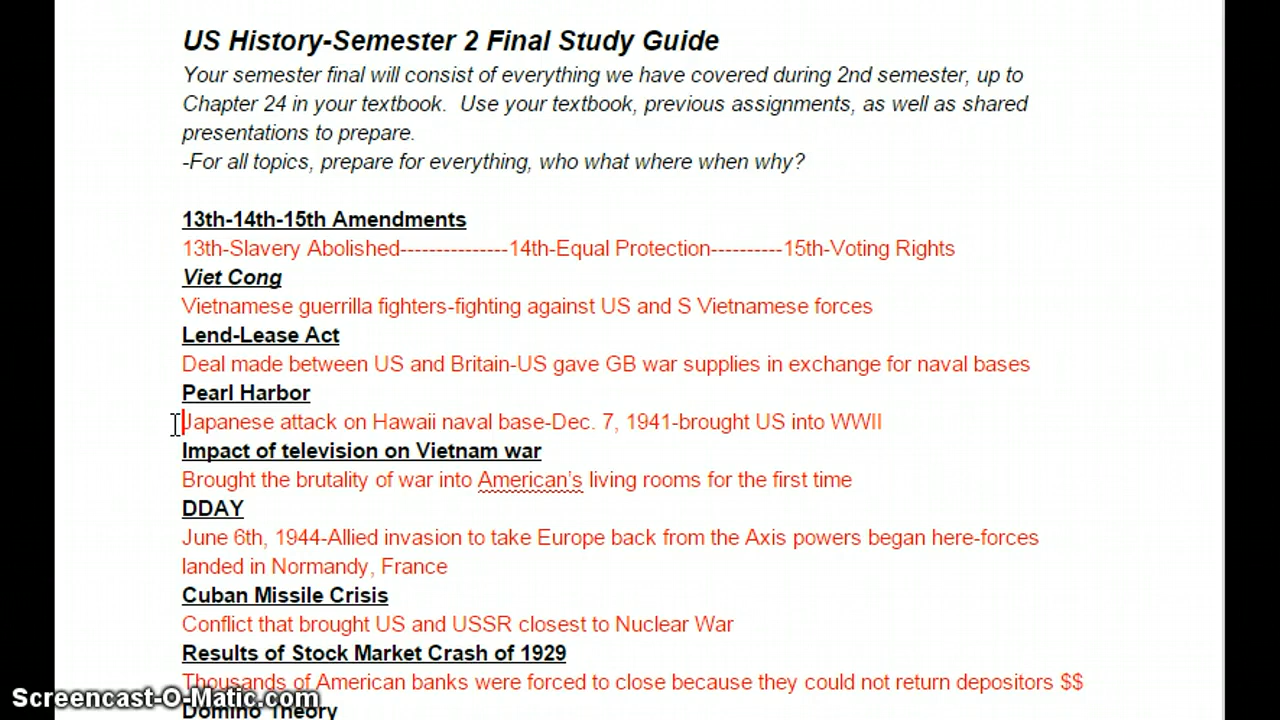 US History-Semester 2 Final Study Guide
Your semester final will consist of everything we have covered during 2nd semester, up to
Chapter 24 in your textbook.  Use your textbook, previous assignments, as well as shared
presentations to prepare.
-For all topics, prepare for everything, who what where when why?
13th-14th-15th Amendments
13th-Slavery Abolished---------------14th-Equal Protection----------15th-Voting Rights
Viet Cong
Vietnamese guerrilla fighters-fighting against US and S Vietnamese forces
Lend-Lease Act
Deal made between US and Britain-US gave GB war supplies in exchange for naval bases
Pearl Harbor
Japanese attack on Hawaii naval base-Dec. 7, 1941-brought US into WWII
Impact of television on Vietnam war
Brought the brutality of war into American's living rooms for the first time
DDAY
June 6th, 1944-Allied invasion to take Europe back from the Axis powers began here-forces
landed in Normandy, France
Cuban Missile Crisis
Conflict that brought US and USSR closest to Nuclear War
Results of Stock Market Crash of 1929
Thousands of American banks were forced to close because they could not return depositors $$
Screencast-O-Matic.com
Domino Theory